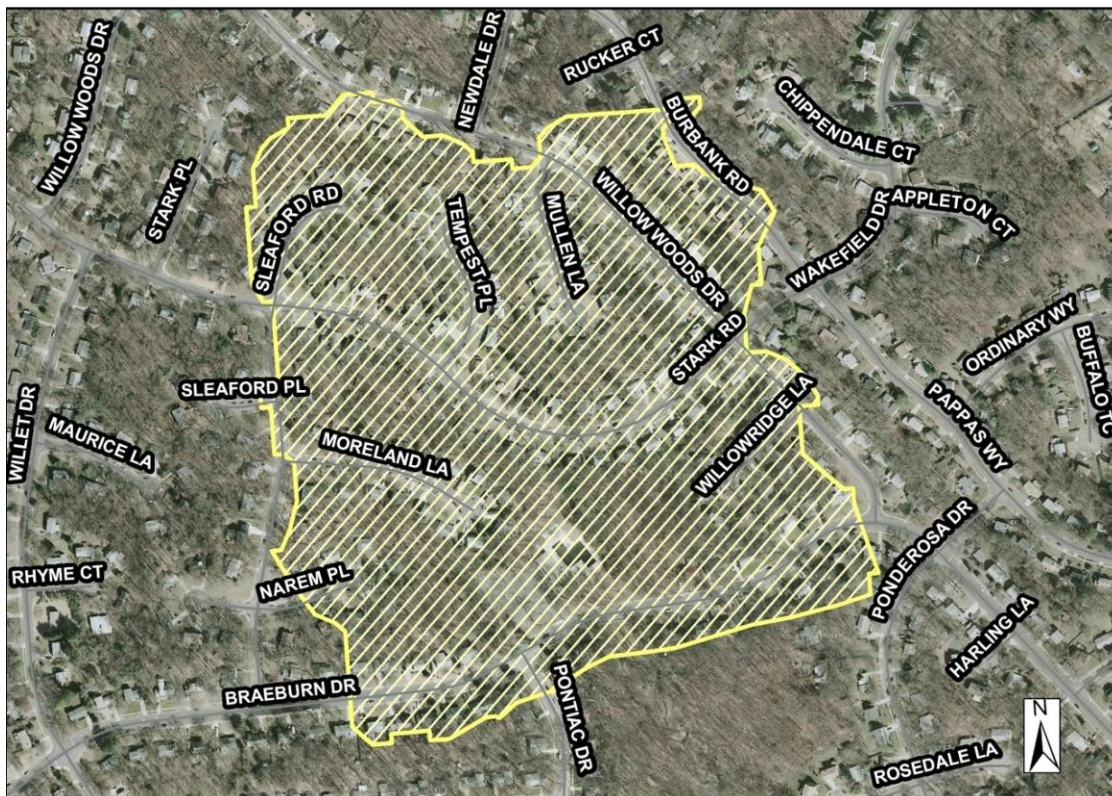 WILLOW WOODS DR
NEWDALE DR
RUCKER CT
BURBANK RD
CHIPPENDALE CT
STARK PL
SLEAFORD RD
TEMPEST PL
MULLEN LA
WILLOW WOODS DR
WAKEFIELD DR
APPLETON CT
STARK RD
ORDINARY WY
BUFFALO TC
SLEAFORD PL
WILLET DR
MAURICE LA
MORELAND LA
WILLOWRIDGE LA
PAPPAS WY
RHYME CT
NAREM PL
PONDEROSA DR
HARLING LA
BRAEBURN DR
PONTIAC DR
ROSEDALE LA
N